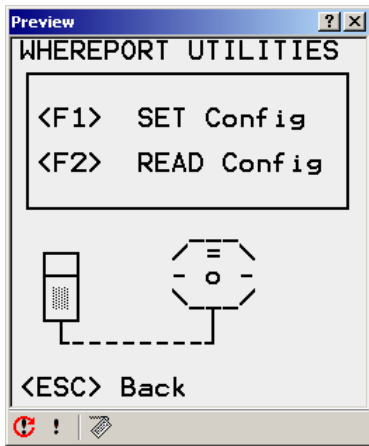 Preview
WHEREPORT UTILITIES
<F1> SET Config
<F2> READ Config
<ESC> Back